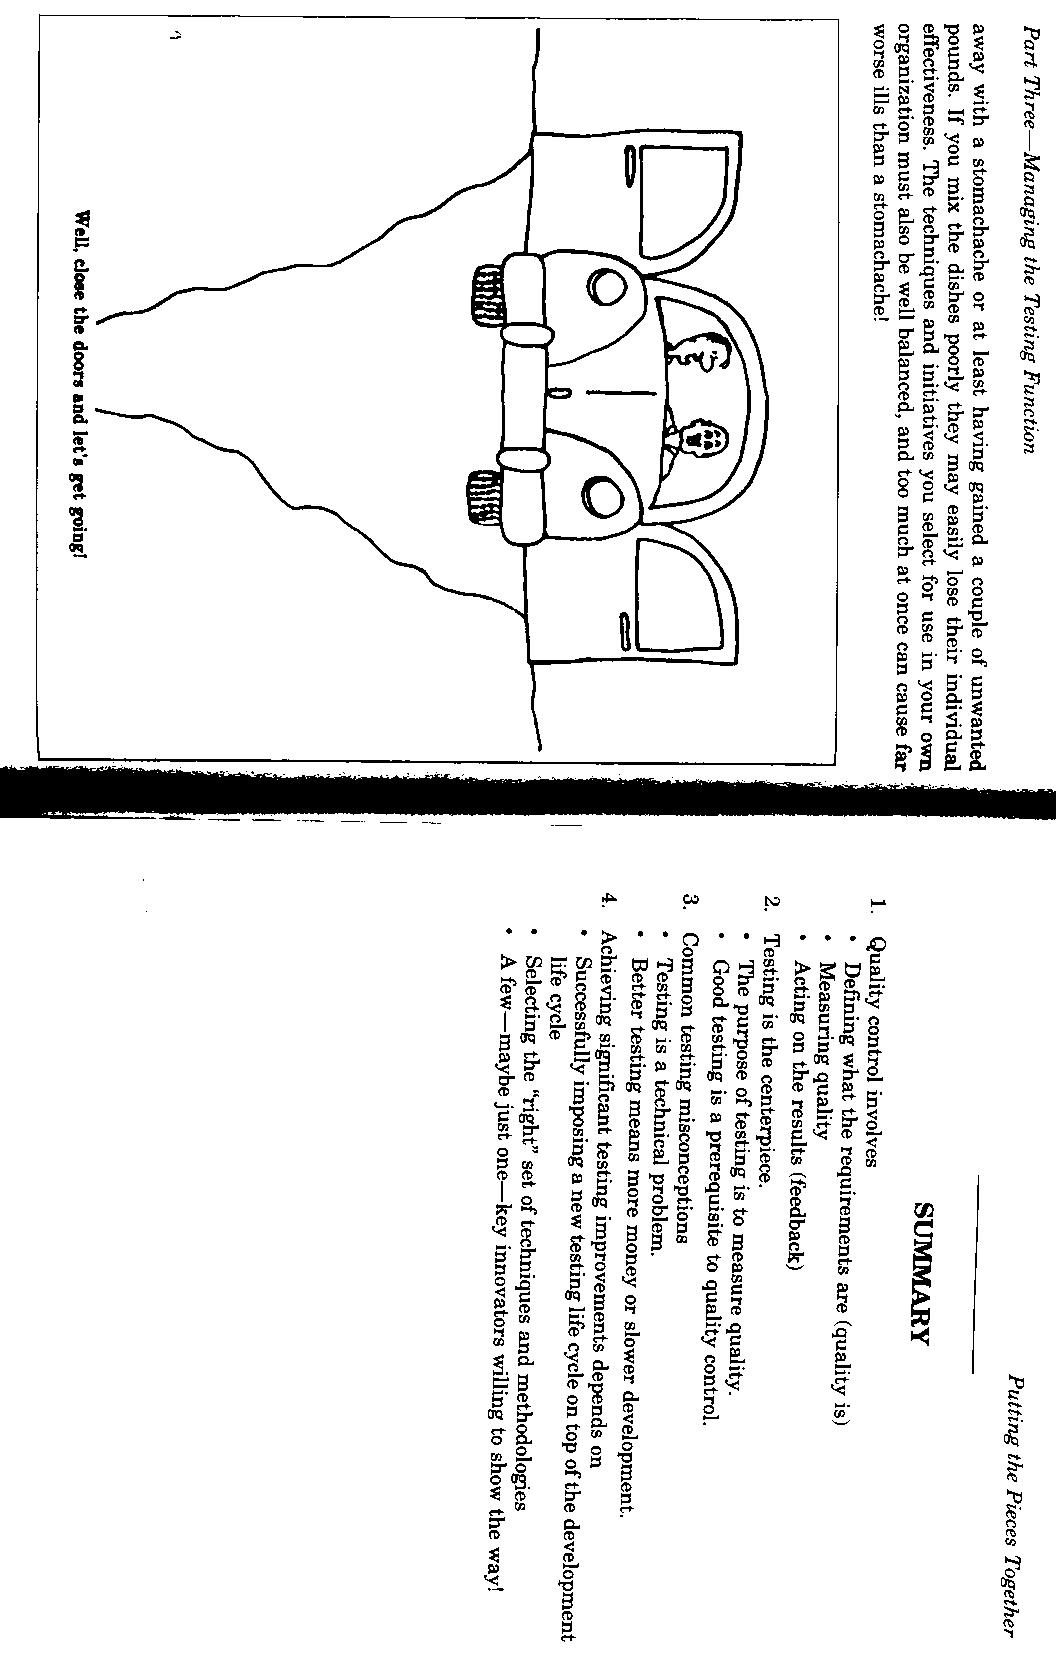 Part Three—Managing the Testing Function
away with a stomachache or at least having gained a couple of unwanted
pounds. If you mix the dishes poorly they may easily lose their individual
effectiveness. The techniques and initiatives you select for use in your own
organization must also be well balanced, and too much at once can cause far
worse ills than a stomachache!
Well, close the doors and let's get going!
Putting the Pieces Together
SUMMARY
1. Quality control involves
• Defining what the requirements are (quality is)
• Measuring quality
• Acting on the results (feedback)
2. Testing is the centerpiece.
• The purpose of testing is to measure quality.
• Good testing is a prerequisite to quality control.
3. Common testing misconceptions
• Testing is a technical problem.
• Better testing means more money or slower development.
4. Achieving significant testing improvements depends on
• Successfully imposing a new testing life cycle on top of the development
life cycle
• Selecting the "right" set of techniques and methodologies
• A few—maybe just one—key innovators willing to show the way!